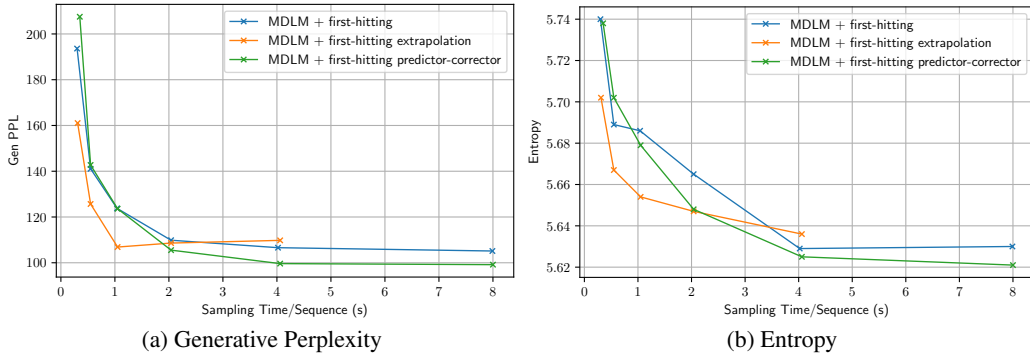 MDLM + first-hitting
MDLM + first-hitting extrapolation
MDLM + first-hitting predictor-corrector
200
180
160
140
120
100
Gen PPL
0 1 2 3 4 5 6 7 8
Sampling Time/Sequence (s)
(a) Generative Perplexity
MDLM + first-hitting
MDLM + first-hitting extrapolation
MDLM + first-hitting predictor-corrector
5.74
5.72
5.70
5.68
5.66
5.64
5.62
Entropy
0 1 2 3 4 5 6 7 8
Sampling Time/Sequence (s)
(b) Entropy